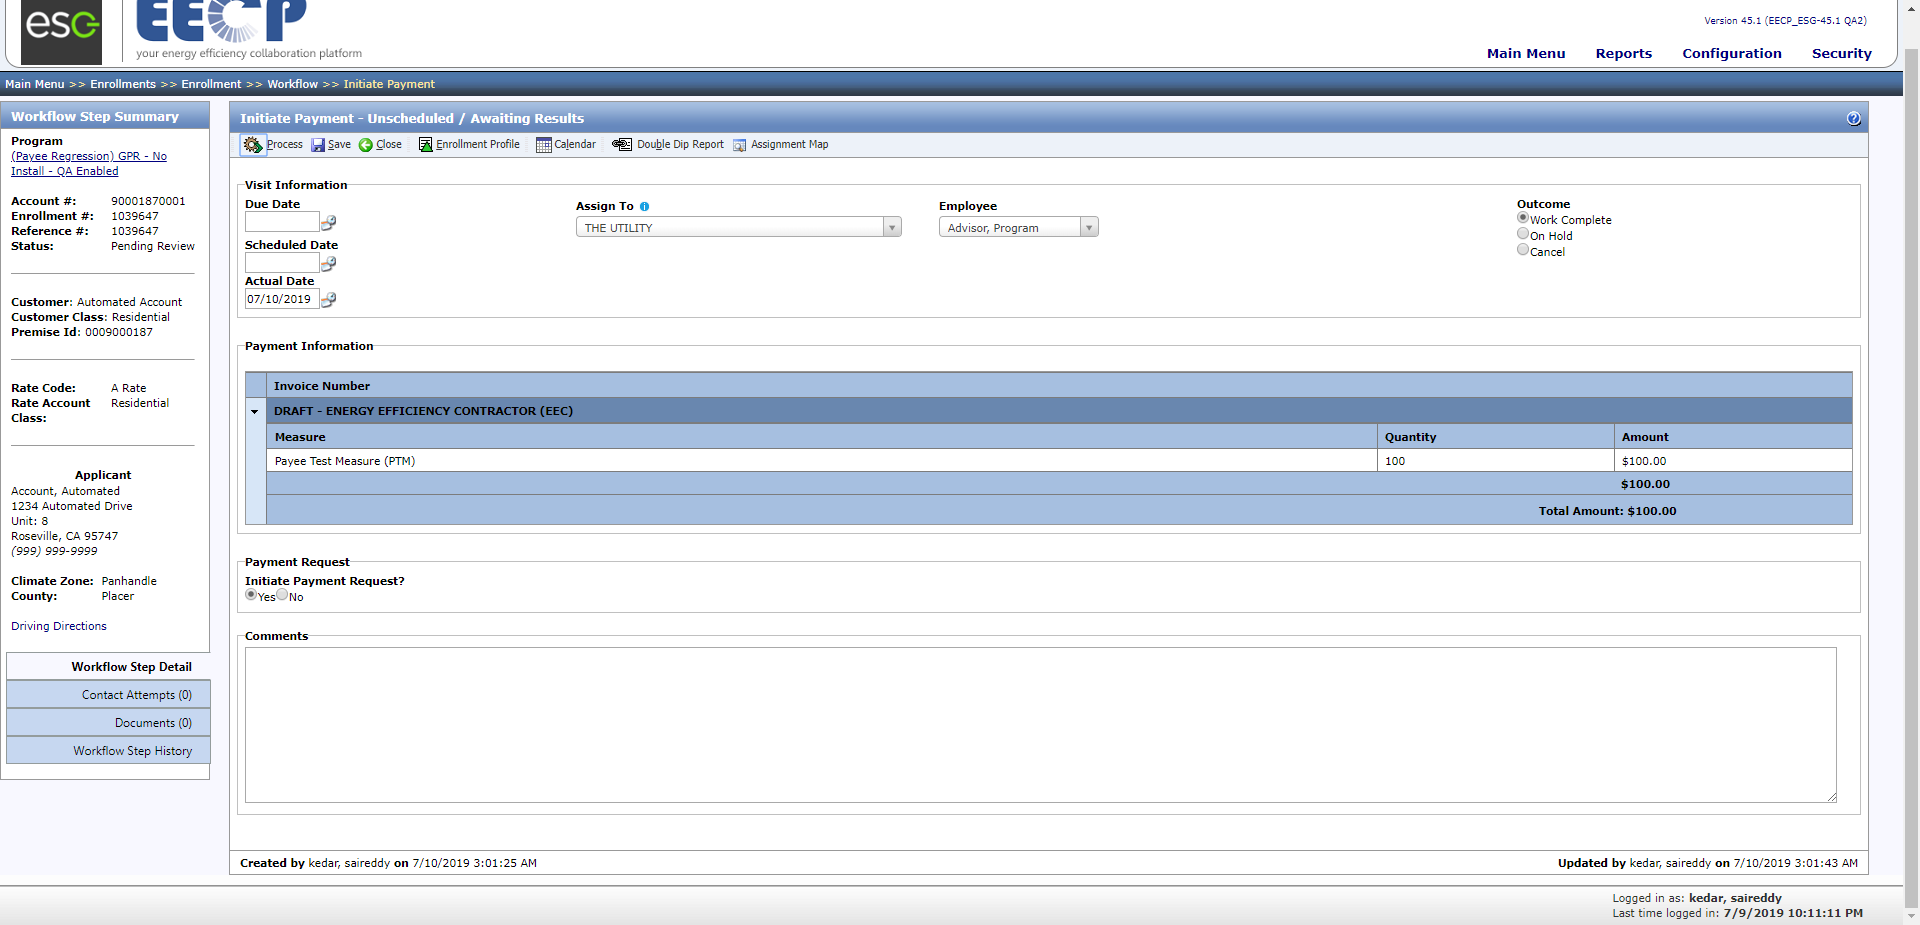 esc
EECP
your energy efficiency collaboration platform
Version 45.1 (EECP_ESG-45.1 QA2)
Main Menu Reports Configuration Security
Main Menu >> Enrollments >> Enrollment >> Workflow >> Initiate Payment
Workflow Step Summary
Program
(Payee Regression) GPR - No
Install - QA Enabled
Account #: 90001870001
Enrollment #: 1039647
Reference #: 1039647
Status: Pending Review
Customer: Automated Account
Customer Class: Residential
Premise Id: 0009000187
Rate Code: A Rate
Rate Account Residential
Class:
Applicant
Account, Automated
1234 Automated Drive
Unit: 8
Roseville, CA 95747
(999) 999-9999
Climate Zone: Panhandle
County: Placer
Driving Directions
Workflow Step Detail
Contact Attempts (0)
Documents (0)
Workflow Step History
Initiate Payment - Unscheduled / Awaiting Results
Process Save Close Enrollment Profile Calendar Double Dip Report Assignment Map
Visit Information
Due Date
Scheduled Date
Actual Date
07/10/2019
Assign To
THE UTILITY
Employee
Advisor, Program
Outcome
Work Complete
On Hold
Cancel
Payment Information
Invoice Number
DRAFT - ENERGY EFFICIENCY CONTRACTOR (EEC)
Measure Quantity Amount
Payee Test Measure (PTM) 100 $100.00
$100.00
Total Amount: $100.00
Payment Request
Initiate Payment Request?
Yes No
Comments
Created by kedar, saireddy on 7/10/2019 3:01:25 AM
Updated by kedar, saireddy on 7/10/2019 3:01:43 AM
Logged in as: kedar, saireddy
Last time logged in: 7/9/2019 10:11:11 PM